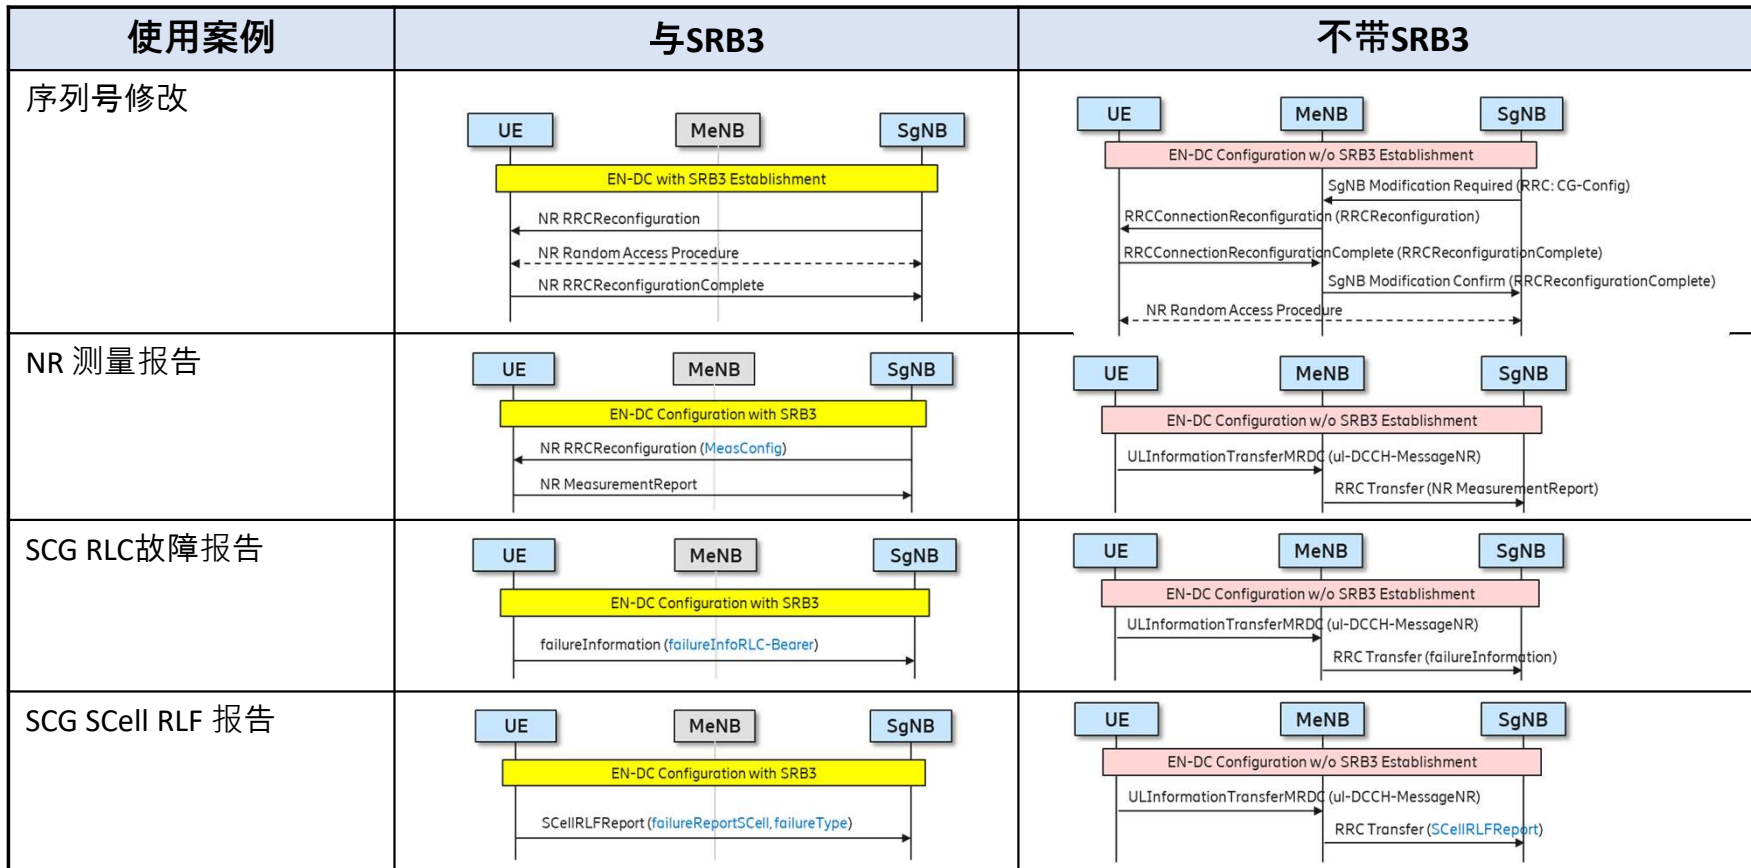 使用案例
与SRB3
不带SRB3
序列号修改
UE
MeNB
SgNB
EN-DC with SRB3 Establishment
NR RRCReconfiguration
NR Random Access Procedure
NR RRCReconfigurationComplete
UE
MeNB
SgNB
EN-DC Configuration w/o SRB3 Establishment
SgNB Modification Required (RRC: CG-Config)
RRCConnectionReconfiguration (RRCReconfiguration)
RRCConnectionReconfigurationComplete (RRCReconfigurationComplete)
SgNB Modification Confirm (RRCReconfigurationComplete)
NR Random Access Procedure
NR 测量报告
UE
MeNB
SgNB
EN-DC Configuration with SRB3
NR RRCReconfiguration (MeasConfig)
NR MeasurementReport
UE
MeNB
SgNB
EN-DC Configuration w/o SRB3 Establishment
ULInformationTransferMRDC (ul-DCCH-MessageNR)
RRC Transfer (NR MeasurementReport)
SCG RLC故障报告
UE
MeNB
SgNB
EN-DC Configuration with SRB3
failureInformation (failureInfoRLC-Bearer)
UE
MeNB
SgNB
EN-DC Configuration w/o SRB3 Establishment
ULInformationTransferMRDC (ul-DCCH-MessageNR)
RRC Transfer (failureInformation)
SCG SCell RLF 报告
UE
MeNB
SgNB
EN-DC Configuration with SRB3
SCellRLFReport (failureReportSCell, failureType)
UE
MeNB
SgNB
EN-DC Configuration w/o SRB3 Establishment
ULInformationTransferMRDC (ul-DCCH-MessageNR)
RRC Transfer (SCellRLFReport)